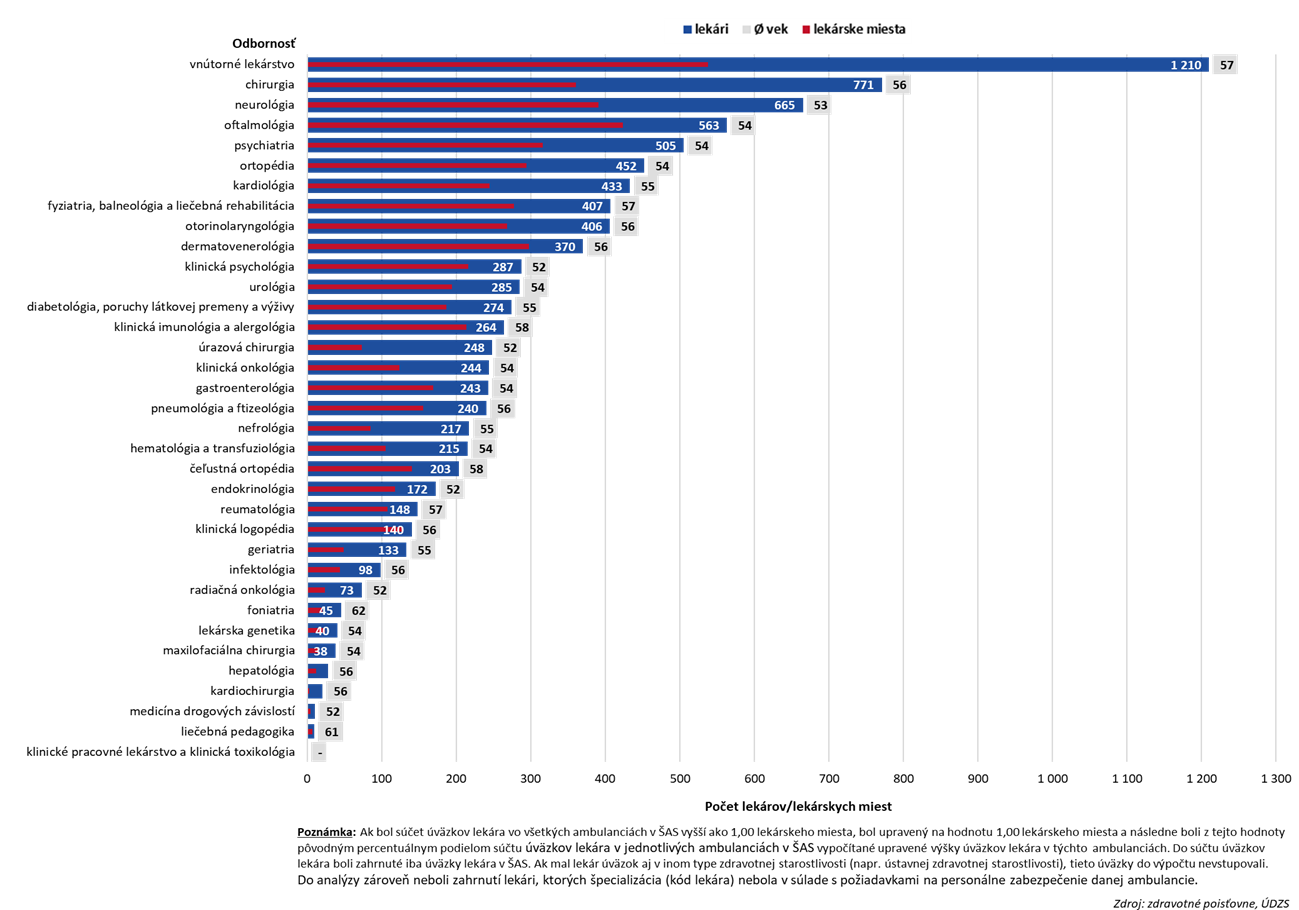 lekári Ø vek lekárske miesta
Odbornosť
vnútorné lekárstvo 1 210 57
chirurgia 771 56
neurológia 665 53
oftalmológia 563 54
psychiatria 505 54
ortopédia 452 54
kardiológia 433 55
fyziatria, balneológia a liečebná rehabilitácia 407 57
otorinolaryngológia 406 56
dermatovenerológia 370 56
klinická psychológia 287 52
urológia 285 54
diabetológia, poruchy látkovej premeny a výživy 274 55
klinická imunológia a alergológia 264 58
úrazová chirurgia 248 52
klinická onkológia 244 54
gastroenterológia 243 54
pneumológia a ftizeológia 240 56
nefrológia 217 55
hematológia a transfuziológia 215 54
čeľustná ortopédia 203 58
endokrinológia 172 52
reumatológia 148 57
klinická logopédia 140 56
geriatria 133 55
infektológia 98 56
radiačná onkológia 73 52
foniatria 45 62
lekárska genetika 40 54
maxilofaciálna chirurgia 38 54
hepatológia 56
kardiochirurgia 56
medicína drogových závislostí 52
liečebná pedagogika 61
klinické pracovné lekárstvo a klinická toxikológia -
0 100 200 300 400 500 600 700 800 900 1 000 1 100 1 200 1 300
Počet lekárov/lekárskych miest
Poznámka: Ak bol súčet úväzkov lekára vo všetkých ambulanciách v ŠAS vyšší ako 1,00 lekárskeho miesta, bol upravený na hodnotu 1,00 lekárskeho miesta a následne boli z tejto hodnoty
pôvodným percentuálnym podielom súčtu úväzkov lekára v jednotlivých ambulanciách v ŠAS vypočítané upravené výšky úväzkov lekára v týchto ambulanciách. Do súčtu úväzkov
lekára boli zahrnuté iba úväzky lekára v ŠAS. Ak mal lekár úväzok aj v inom type zdravotnej starostlivosti (napr. ústavnej zdravotnej starostlivosti), tieto úväzky do výpočtu nevstupovali.
Do analýzy zároveň neboli zahrnutí lekári, ktorých špecializácia (kód lekára) nebola v súlade s požiadavkami na personálne zabezpečenie danej ambulancie.
Zdroj: zdravotné poisťovne, ÚDZS